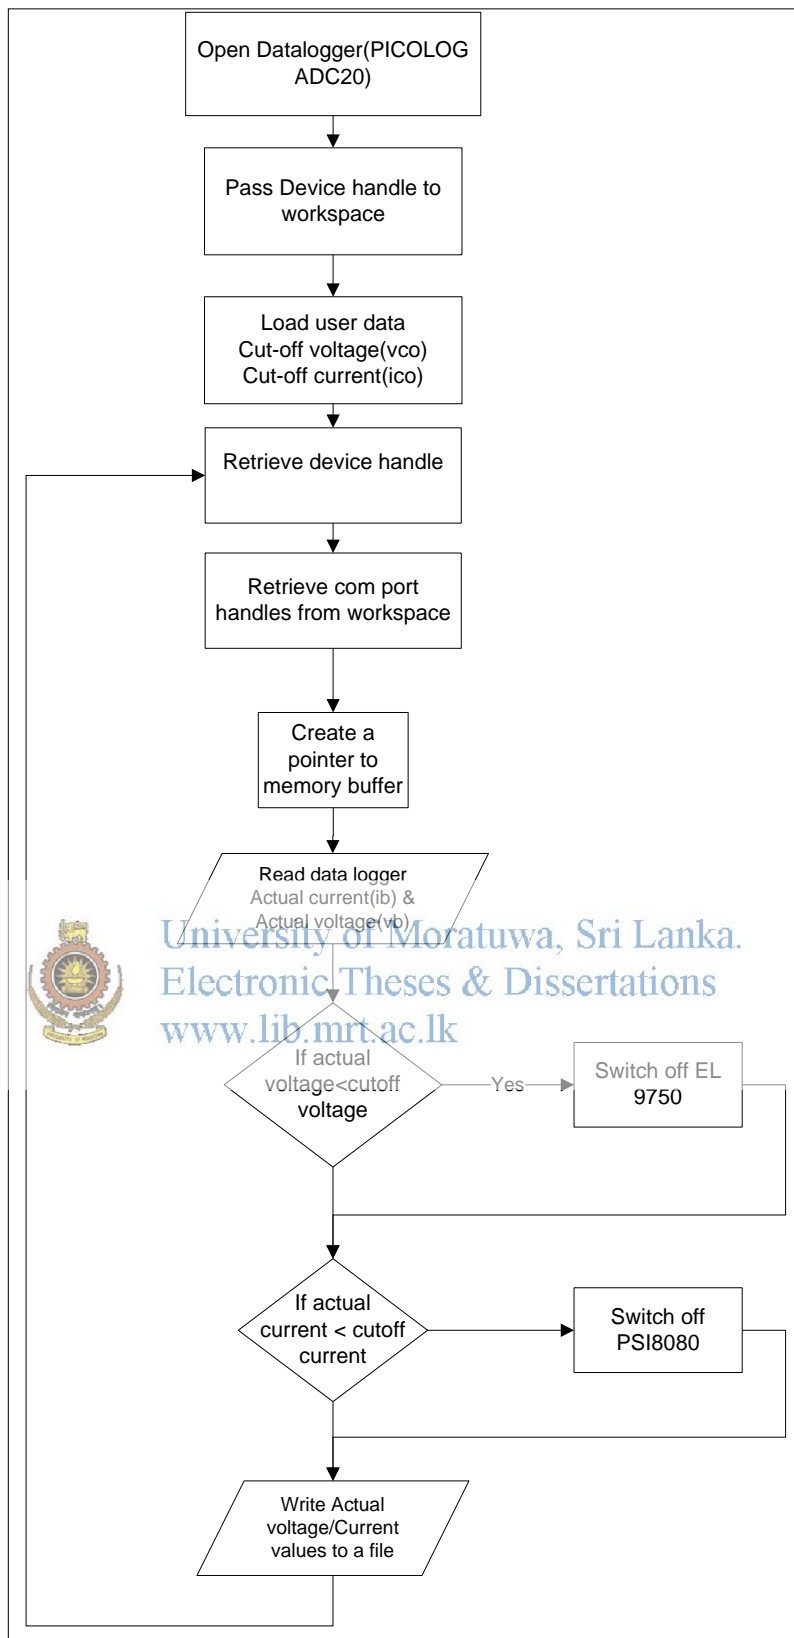 Open Datalogger(PICOLOG
ADC20)
Pass Device handle to
workspace
Load user data
Cut-off voltage(vco)
Cut-off current(ico)
Retrieve device handle
Retrieve com port
handles from workspace
Create a
pointer to
memory buffer
Read data logger
Actual current(ib) &
Actual voltage(vb)
University of Moratuwa, Sri Lanka.
Electronic Theses & Dissertations
www.lib.mrt.ac.lk
If actual
voltage<cutoff
voltage
Yes
Switch off EL
9750
If actual
current < cutoff
current
Switch off
PSI8080
Write Actual
voltage/Current
values to a file